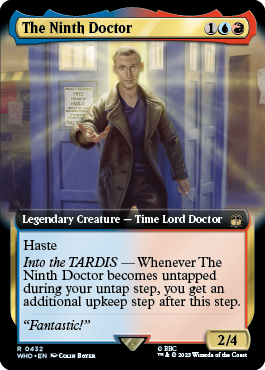 The Ninth Doctor 1
Legendary Creature — Time Lord Doctor
Haste
Into the TARDIS — Whenever The
Ninth Doctor becomes untapped
during your untap step, you get an
additional upkeep step after this step.
“Fantastic!”
2/4
R 0432
WHO • EN Colin Boyer
© BBC
™ & © 2023 Wizards of the Coast